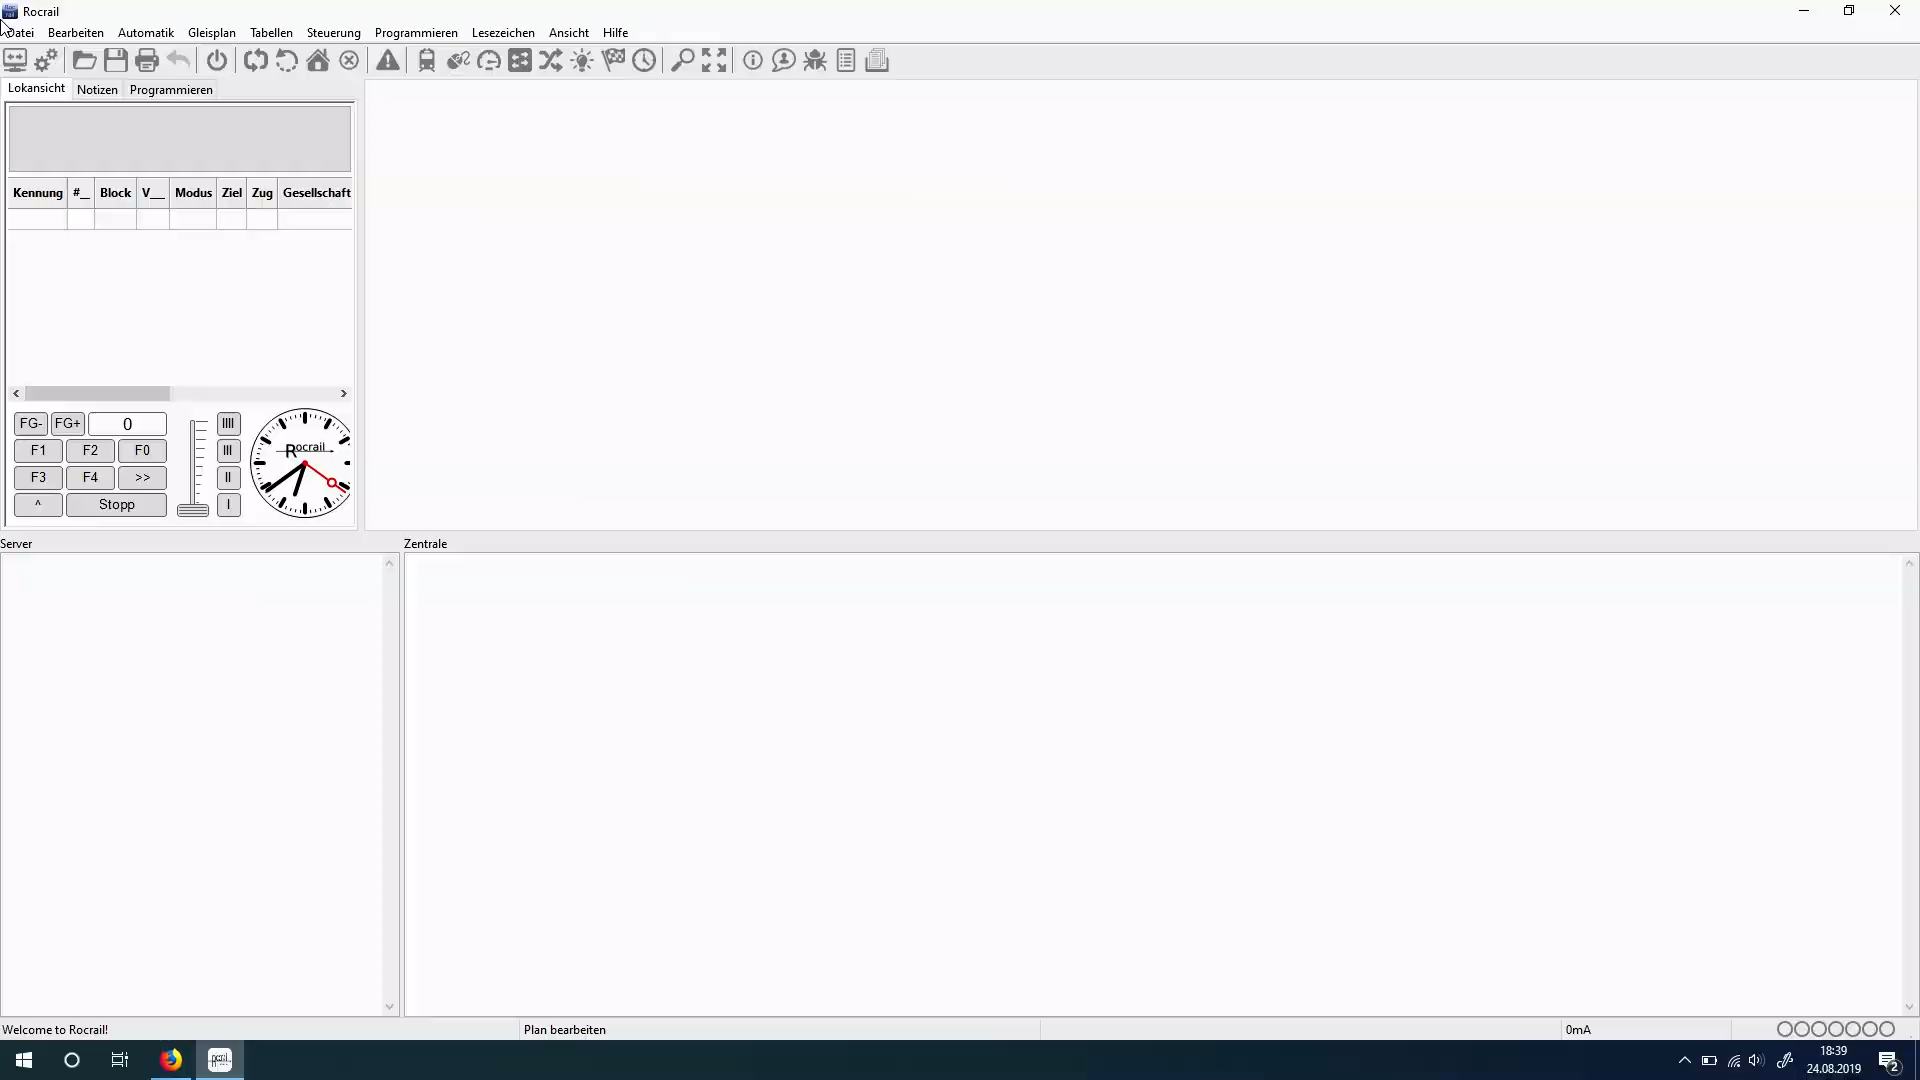 Rocrail
Datei Bearbeiten Automatik Gleisplan Tabellen Steuerung Programmieren Lesezeichen Ansicht Hilfe
Lokansicht Notizen Programmieren
Kennung #_ Block V__ Modus Ziel Zug Gesellschaft
FG- FG+ 0 IIII
F1 F2 F0 III
Rocrail
F3 F4 >> II
^ Stopp I
Server Zentrale
Welcome to Rocrail! Plan bearbeiten 0mA
18:39
24.08.2019
2